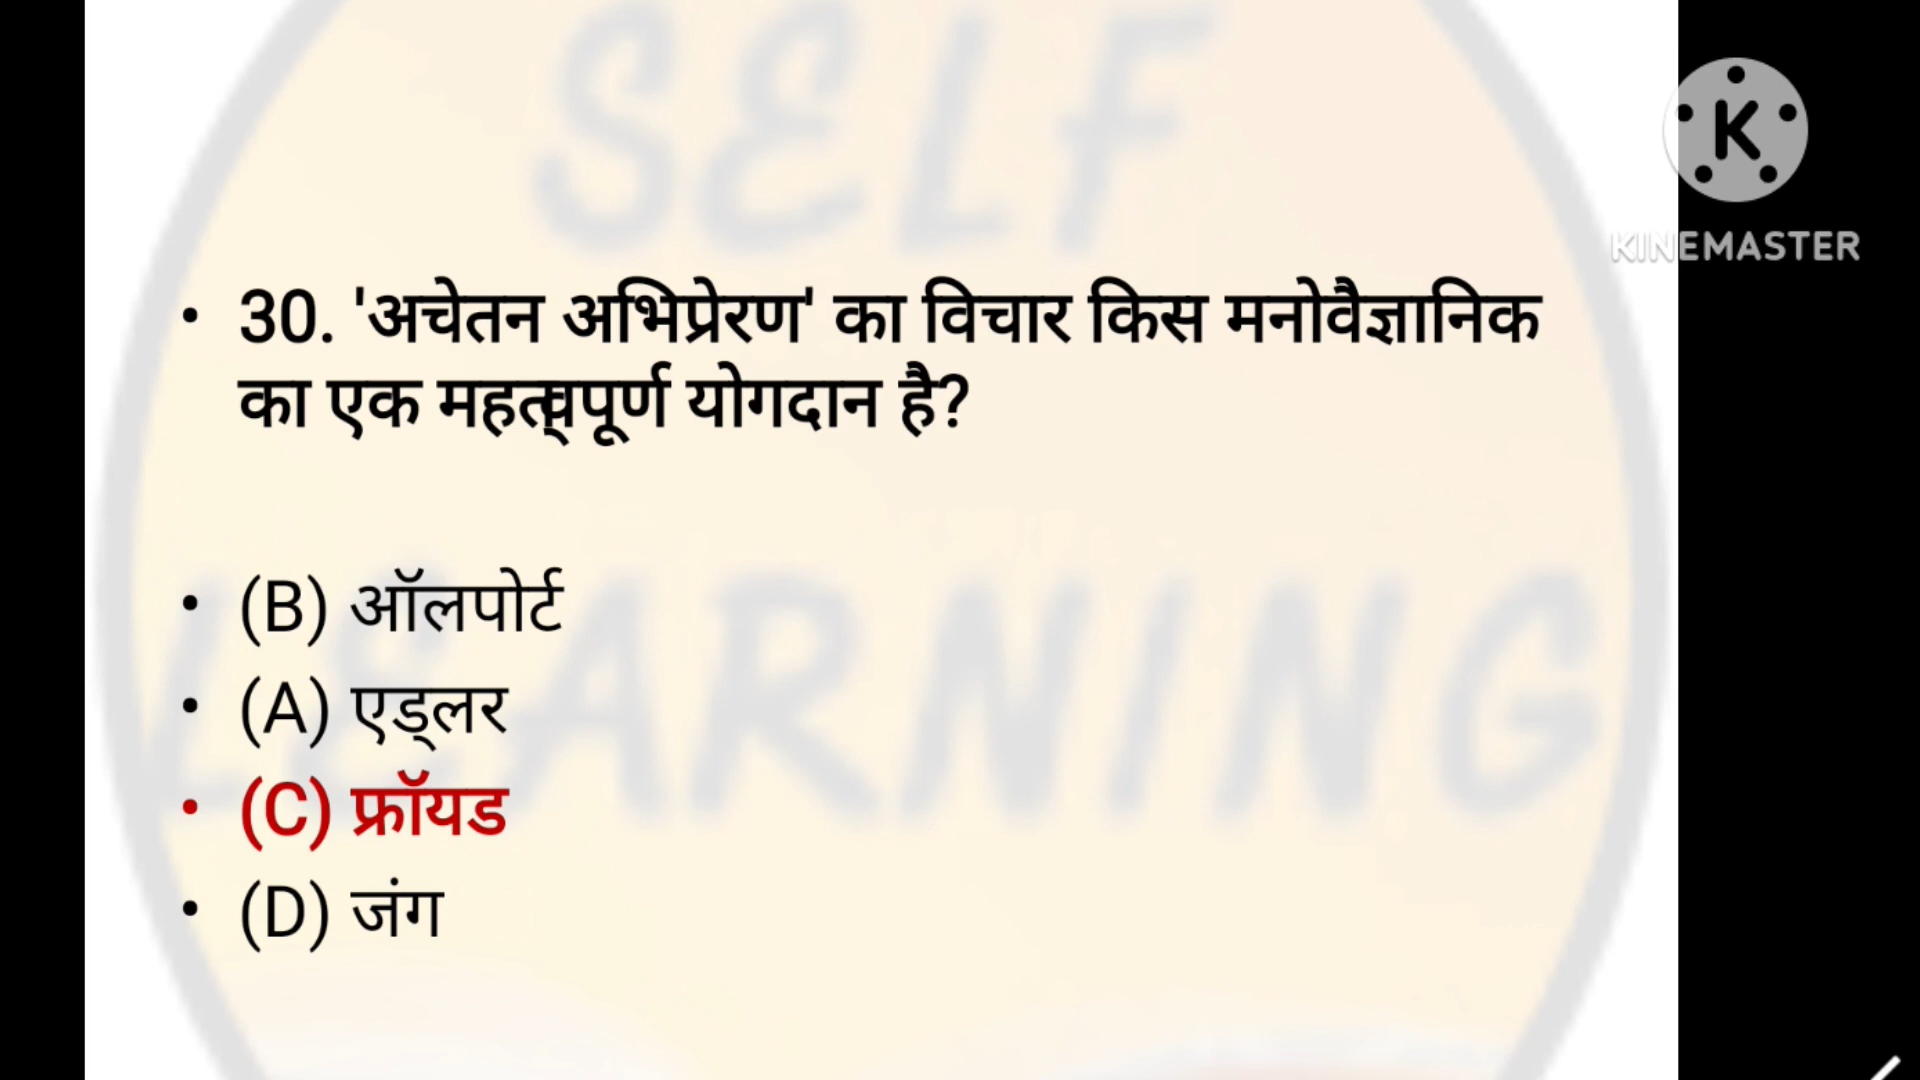 SELF
LEARNING
K
KINEMASTER
• 30. 'अचेतन अभिप्रेरण' का विचार किस मनोवैज्ञानिक
का एक महत्वपूर्ण योगदान है?
• (B) ऑलपोर्ट
• (A) एड्लर
• (C) फ्रॉयड
• (D) जंग